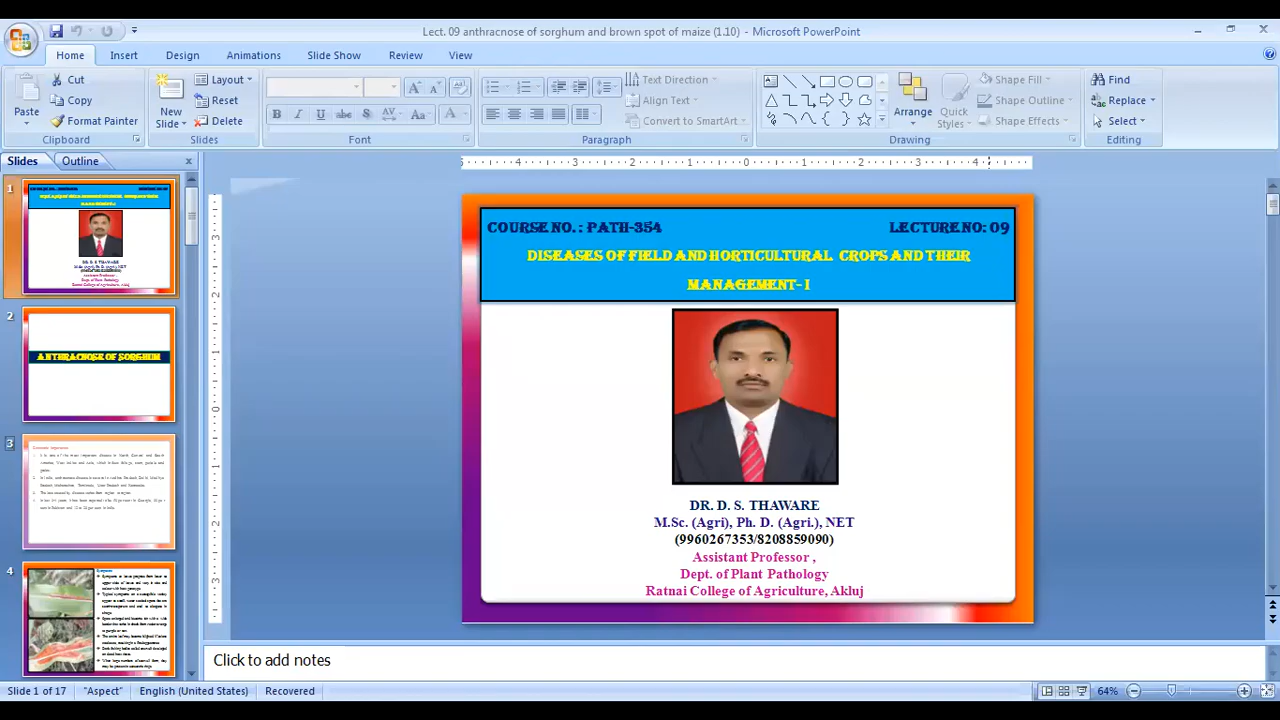 Lect. 09 anthracnose of sorghum and brown spot of maize (1.10) - Microsoft PowerPoint
Home Insert Design Animations Slide Show Review View
Paste
Cut
Copy
Format Painter
Clipboard
New Slide
Layout
Reset
Delete
Slides
Font
Text Direction
Align Text
Convert to SmartArt
Paragraph
Arrange
Quick Styles
Shape Fill
Shape Outline
Shape Effects
Drawing
Find
Replace
Select
Editing
Slides Outline
1
2
ANTHRACNOSE OF SORGHUM
3
4
COURSE NO. : PATH-354 LECTURE NO: 09
DISEASES OF FIELD AND HORTICULTURAL CROPS AND THEIR
MANAGEMENT- I
DR. D. S. THAWARE
M.Sc. (Agri), Ph. D. (Agri.), NET
(9960267353/8208859090)
Assistant Professor ,
Dept. of Plant Pathology
Ratnai College of Agriculture, Akluj
Click to add notes
Slide 1 of 17 "Aspect" English (United States) Recovered 64%